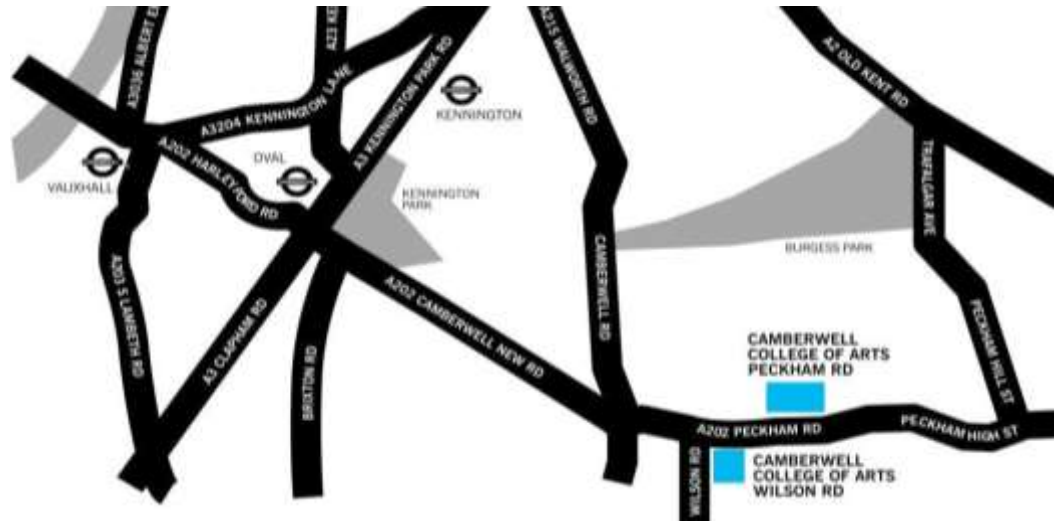 A3036 ALBERT E
A23 KE
A215 WALWORTH RD
A2 OLD KENT RD
A3204 KENNINGTON LANE
A3 KENNINGTON PARK RD
KENNINGTON
VAUXHALL
A202 HARLEYFORD RD
OVAL
KENNINGTON
PARK
TRAFALGAR AVE
BURGESS PARK
A203 S LAMBETH RD
A3 CLAPHAM RD
BRIXTON RD
A202 CAMBERWELL NEW RD
CAMBERWELL RD
PECKHAM HILL ST
CAMBERWELL
COLLEGE OF ARTS
PECKHAM RD
A202 PECKHAM RD
PECKHAM HIGH ST
WILSON RD
CAMBERWELL
COLLEGE OF ARTS
WILSON RD